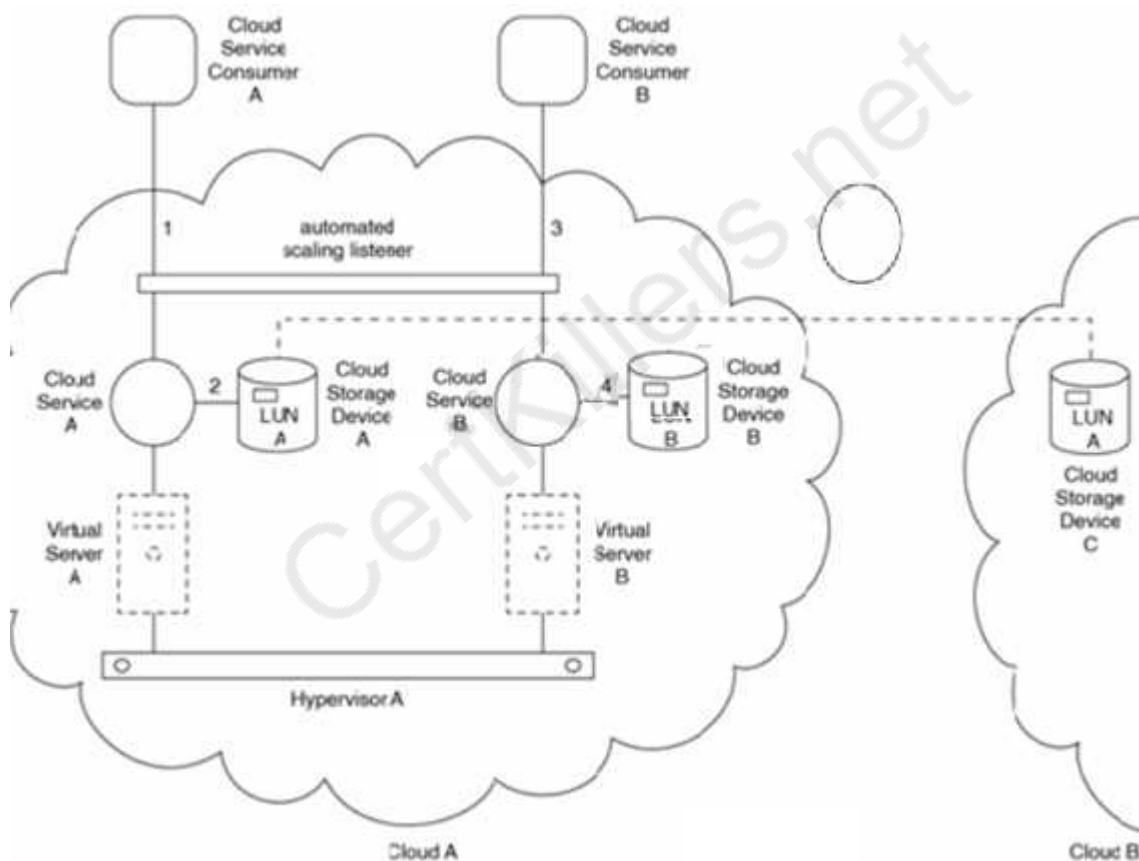 Cloud
Service
Consumer
A
Cloud
Service
Consumer
B
1
automated
scaling listener
3
Cloud
Service
A
2
LUN
A
Cloud
Storage
Device
A
Cloud
Service
B
4
LUN
B
Cloud
Storage
Device
B
LUN
A
Cloud
Storage
Device
C
Virtual
Server
A
Virtual
Server
B
Hypervisor A
Cloud A
Cloud B
CertKillers.net